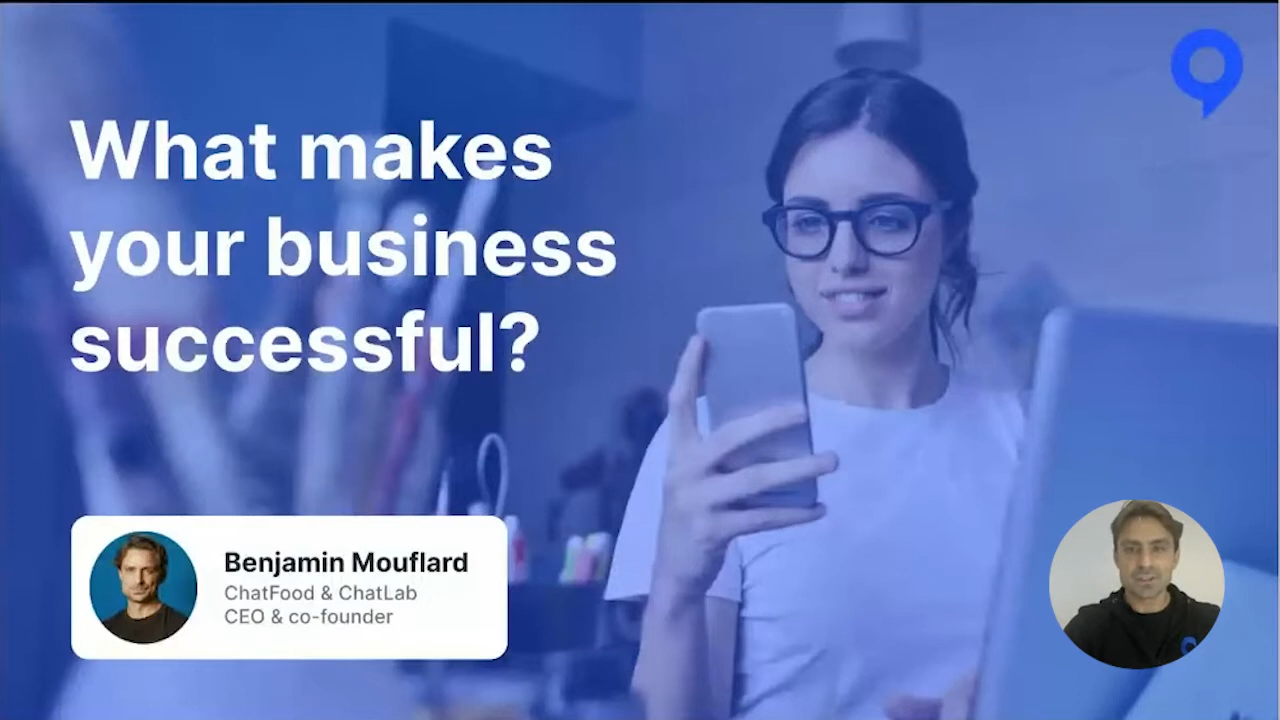 What makes
your business
successful?
Benjamin Mouflard
ChatFood & ChatLab
CEO & co-founder